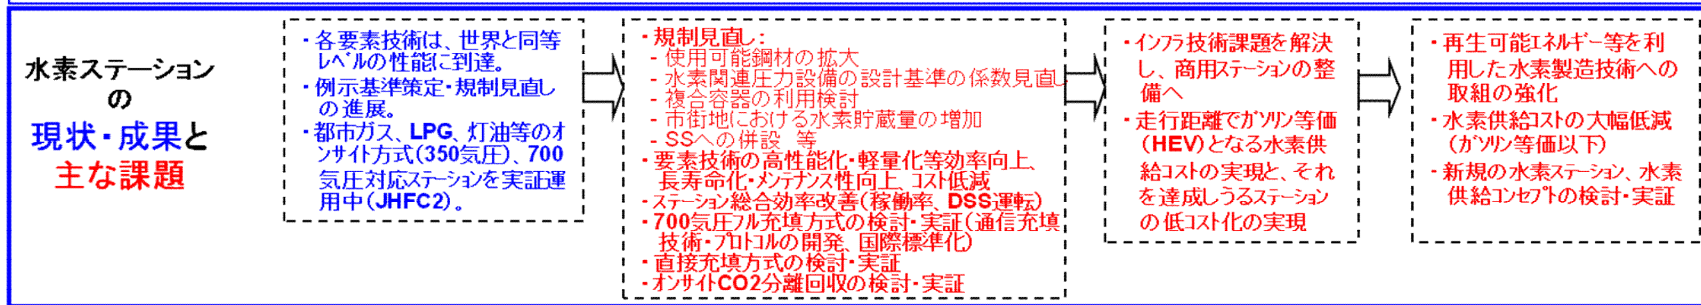 水素ステーション
の
現状・成果と
主な課題
・各要素技術は、世界と同等
レベルの性能に到達。
・例示基準策定・規制見直し
の進展。
・都市ガス、LPG、灯油等のオ
ンサイト方式(350気圧)、700
気圧対応ステーションを実証運
用中(JHFC2)。
・規制見直し:
- 使用可能鋼材の拡大
- 水素関連圧力設備の設計基準の係数見直し
- 複合容器の利用検討
- 市街地における水素貯蔵量の増加
- SSへの併設 等
・要素技術の高性能化・軽量化等効率向上、
長寿命化・メンテナンス性向上、コスト低減
・ステーション総合効率改善(稼働率、DSS運転)
・700気圧フル充填方式の検討・実証(通信充填
技術・プロトコルの開発、国際標準化)
・直接充填方式の検討・実証
・オンサイトCO2分離回収の検討・実証
・インフラ技術課題を解決
し、商用ステーションの整
備へ
・走行距離でガソリン等価
(HEV)となる水素供
給コストの実現と、それ
を達成しうるステーション
の低コスト化の実現
・再生可能エネルギー等を利
用した水素製造技術への
取組の強化
・水素供給コストの大幅低減
(ガソリン等価以下)
・新規の水素ステーション、水素
供給コンセプトの検討・実証